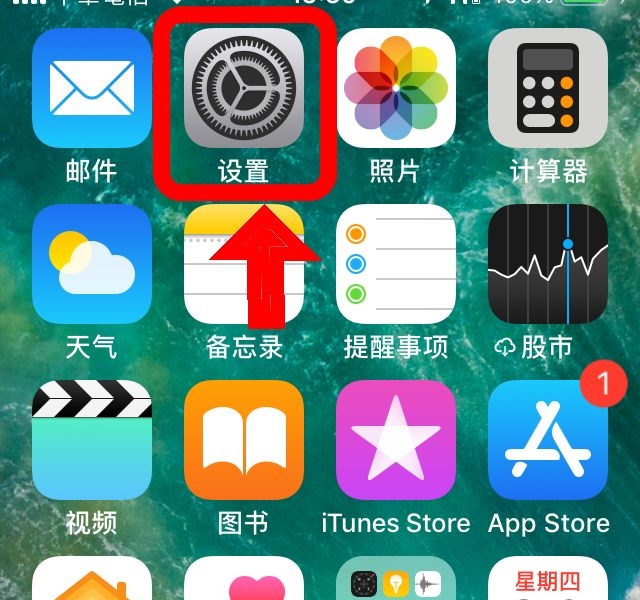 邮件
设置
照片
计算器
天气
备忘录
提醒事项
股市
1
视频
图书
iTunes Store
App Store
星期四